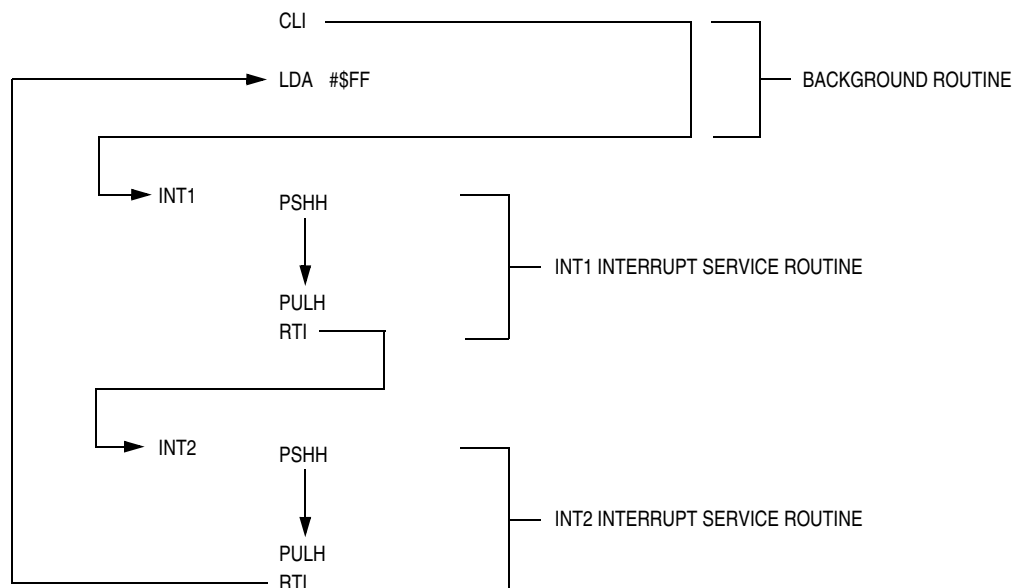 CLI
LDA #$FF
BACKGROUND ROUTINE
INT1
PSHH
INT1 INTERRUPT SERVICE ROUTINE
PULH
RTI
INT2
PSHH
INT2 INTERRUPT SERVICE ROUTINE
PULH
RTI